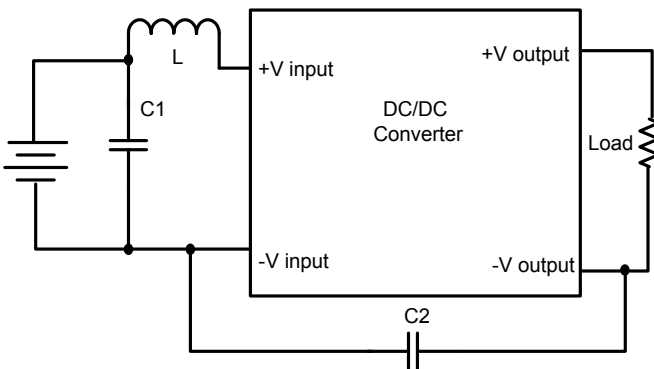 L
+V input
+V output
C1
DC/DC
Converter
Load
-V input
-V output
C2